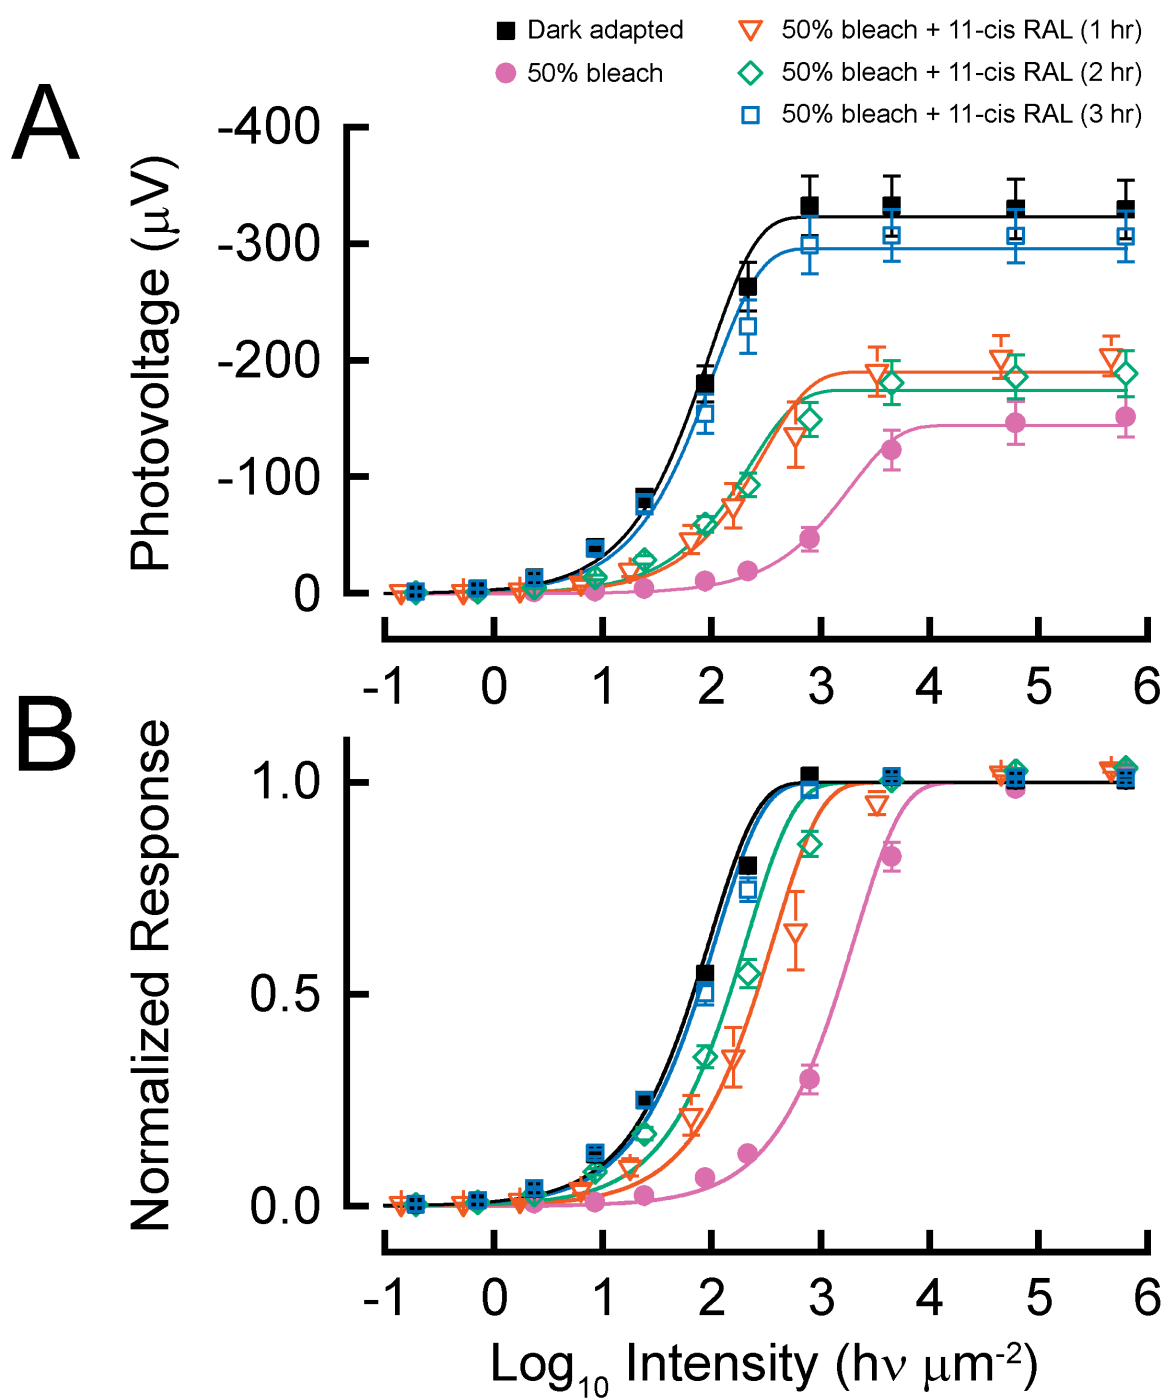 Dark adapted
50% bleach
50% bleach + 11-cis RAL (1 hr)
50% bleach + 11-cis RAL (2 hr)
50% bleach + 11-cis RAL (3 hr)
A
Photovoltage (μV)
-400
-300
-200
-100
0
-1 0 1 2 3 4 5 6
B
Normalized Response
1.0
0.5
0.0
-1 0 1 2 3 4 5 6
Log₁₀ Intensity (hν μm⁻²)